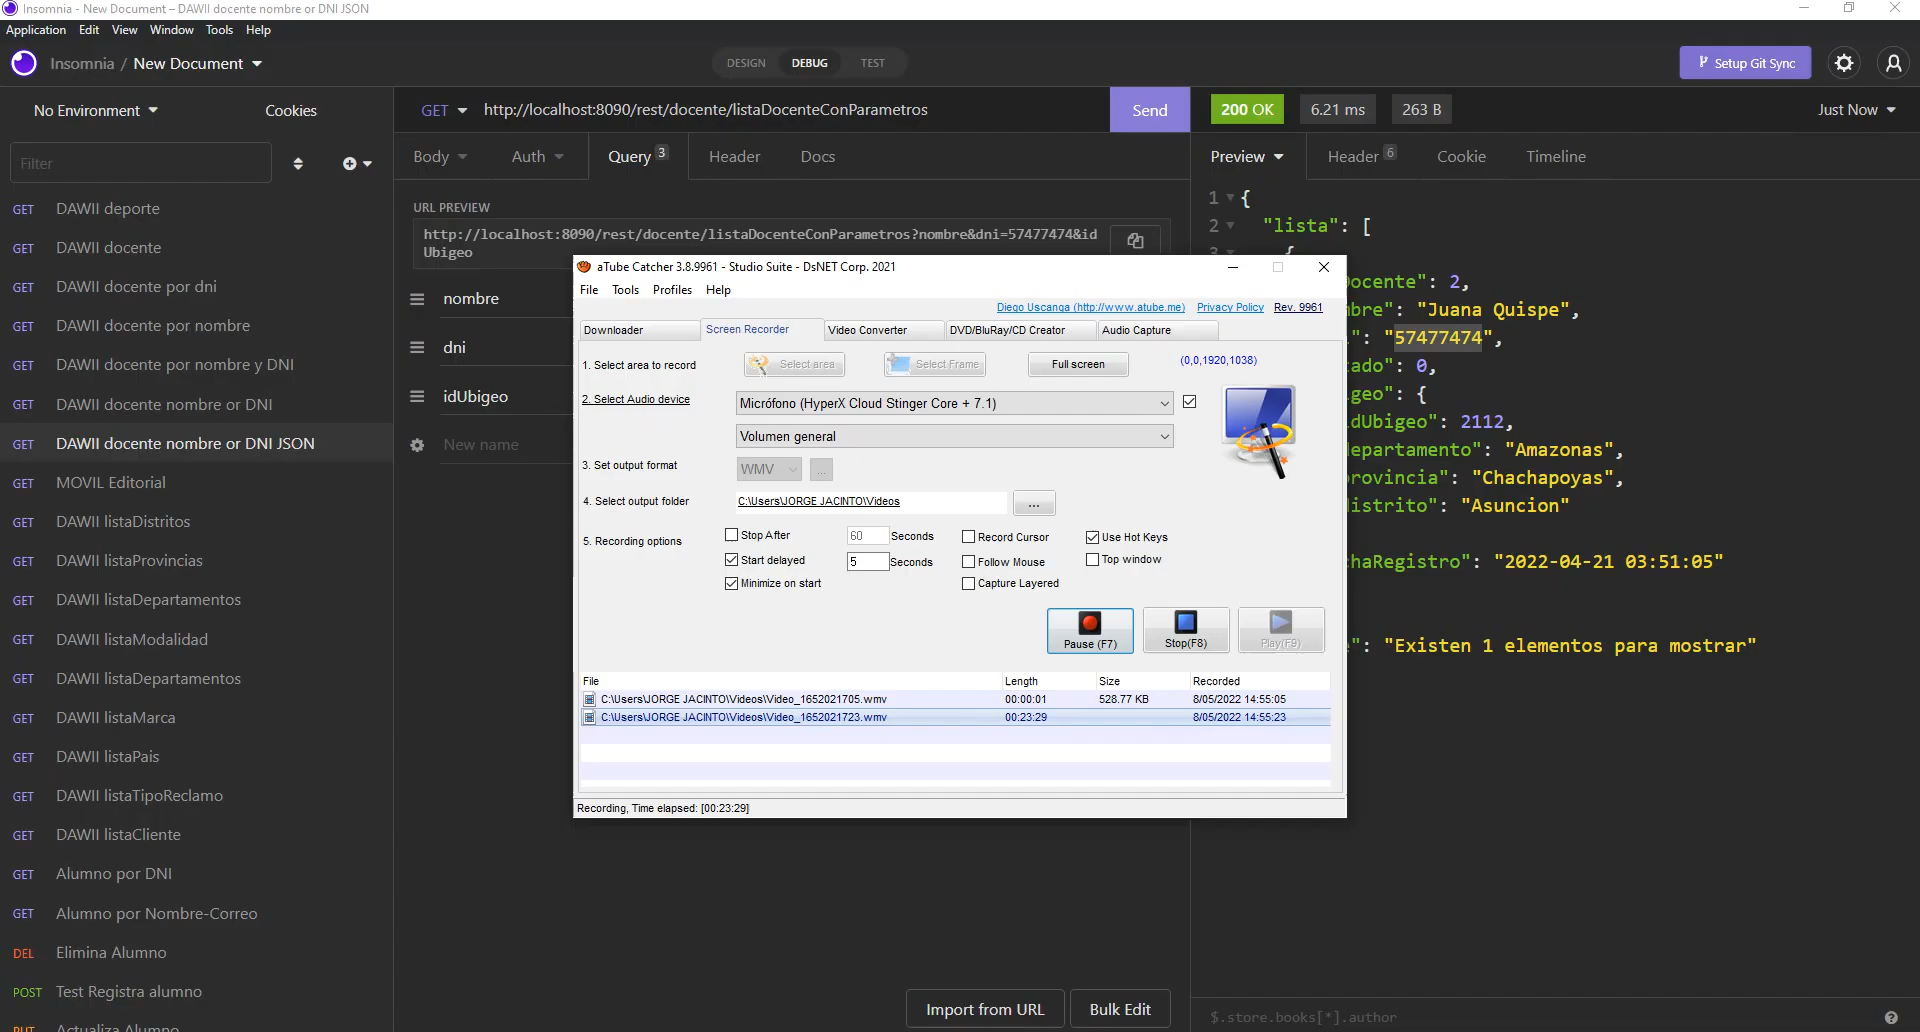 Insomnia - New Document – DAWII docente nombre or DNI JSON
Application Edit View Window Tools Help
Insomnia / New Document
DESIGN DEBUG TEST
Setup Git Sync
No Environment Cookies
GET http://localhost:8090/rest/docente/listaDocenteConParametros Send
200 OK 6.21 ms 263 B Just Now
Filter
Body Auth Query 3 Header Docs
Preview Header 6 Cookie Timeline
GET DAWII deporte
GET DAWII docente
GET DAWII docente por dni
GET DAWII docente por nombre
GET DAWII docente por nombre y DNI
GET DAWII docente nombre or DNI
GET DAWII docente nombre or DNI JSON
GET MOVIL Editorial
GET DAWII listaDistritos
GET DAWII listaProvincias
GET DAWII listaDepartamentos
GET DAWII listaModalidad
GET DAWII listaDepartamentos
GET DAWII listaMarca
GET DAWII listaPais
GET DAWII listaTipoReclamo
GET DAWII listaCliente
GET Alumno por DNI
GET Alumno por Nombre-Correo
DEL Elimina Alumno
POST Test Registra alumno
PUT Actualiza Alumno
URL PREVIEW
http://localhost:8090/rest/docente/listaDocenteConParametros?nombre&dni=57477474&id
Ubigeo
nombre
dni
idUbigeo
New name
Import from URL Bulk Edit
aTube Catcher 3.8.9961 - Studio Suite - DsNET Corp. 2021
File Tools Profiles Help
Diego Uscanga (http://www.atube.me) Privacy Policy Rev. 9961
Downloader Screen Recorder Video Converter DVD/BluRay/CD Creator Audio Capture
1. Select area to record Select area Select Frame Full screen (0,0,1920,1038)
2. Select Audio device Micrófono (HyperX Cloud Stinger Core + 7.1)
Volumen general
3. Set output format WMV ...
4. Select output folder C:\Users\JORGE JACINTO\Videos ...
5. Recording options
Stop After 60 Seconds Record Cursor Use Hot Keys
Start delayed 5 Seconds Follow Mouse Top window
Minimize on start Capture Layered
Pause (F7) Stop(F8) Play(F9)
File Length Size Recorded
C:\Users\JORGE JACINTO\Videos\Video_1652021705.wmv 00:00:01 528.77 KB 8/05/2022 14:55:05
C:\Users\JORGE JACINTO\Videos\Video_1652021723.wmv 00:23:29 8/05/2022 14:55:23
Recording, Time elapsed: [00:23:29]
1 {
2 "lista": [
3 {
ocente": 2,
bre": "Juana Quispe",
": "57477474",
ado": 0,
geo": {
dUbigeo": 2112,
epartamento": "Amazonas",
rovincia": "Chachapoyas",
istrito": "Asuncion"
haRegistro": "2022-04-21 03:51:05"
": "Existen 1 elementos para mostrar"
$.store.books[*].author